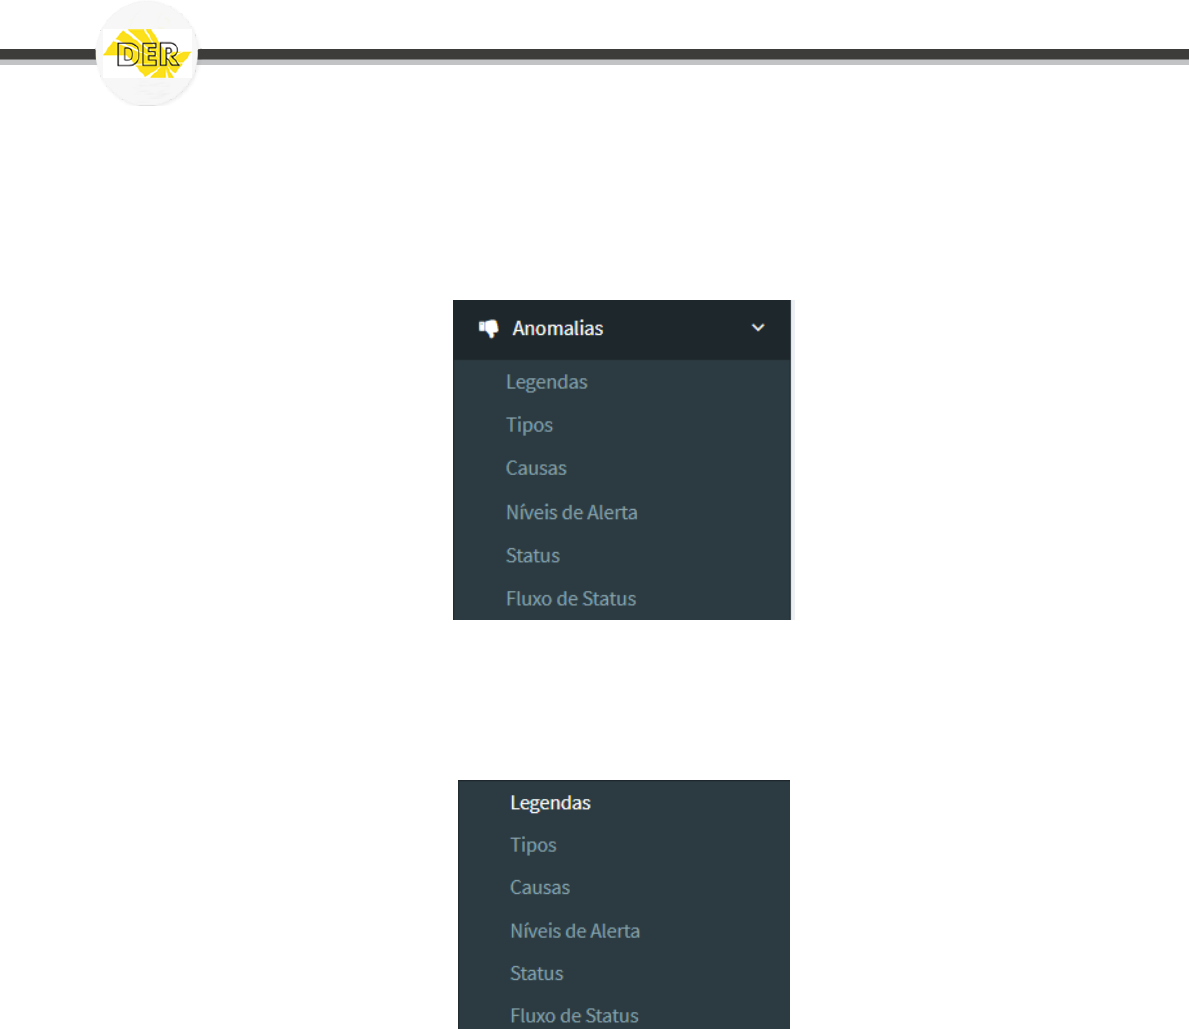 DER
Anomalias
Legendas
Tipos
Causas
Níveis de Alerta
Status
Fluxo de Status
Legendas
Tipos
Causas
Níveis de Alerta
Status
Fluxo de Status